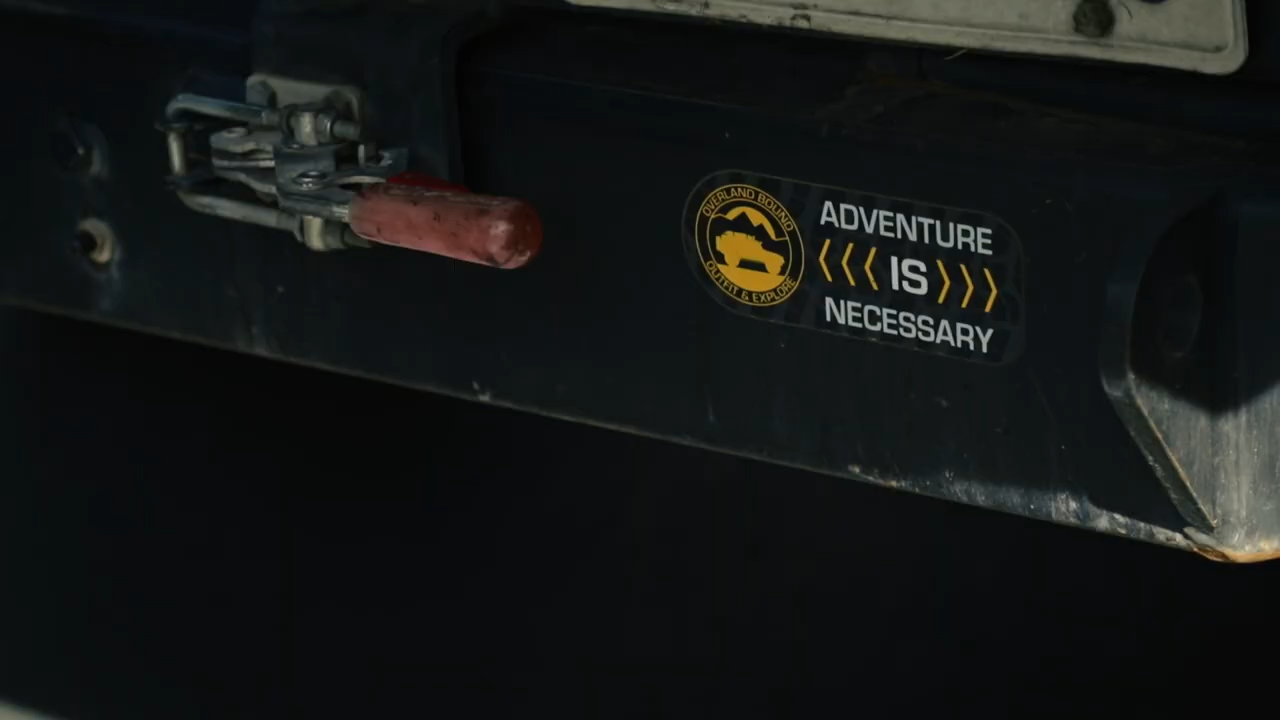 OVERLAND BOUND
OUTFIT & EXPLORE
ADVENTURE
<<< IS >>>
NECESSARY